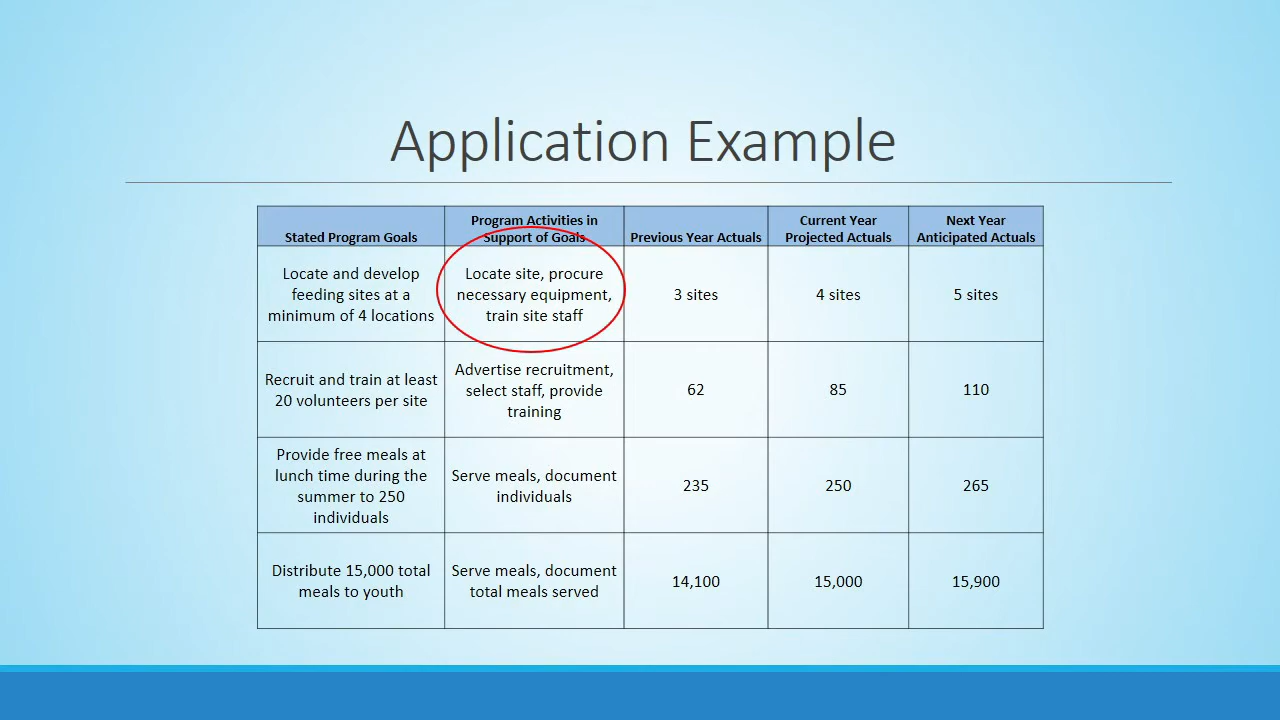 Application Example
Stated Program Goals
Program Activities in
Support of Goals
Previous Year Actuals
Current Year
Projected Actuals
Next Year
Anticipated Actuals
Locate and develop
feeding sites at a
minimum of 4 locations
Locate site, procure
necessary equipment,
train site staff
3 sites
4 sites
5 sites
Recruit and train at least
20 volunteers per site
Advertise recruitment,
select staff, provide
training
62
85
110
Provide free meals at
lunch time during the
summer to 250
individuals
Serve meals, document
individuals
235
250
265
Distribute 15,000 total
meals to youth
Serve meals, document
total meals served
14,100
15,000
15,900